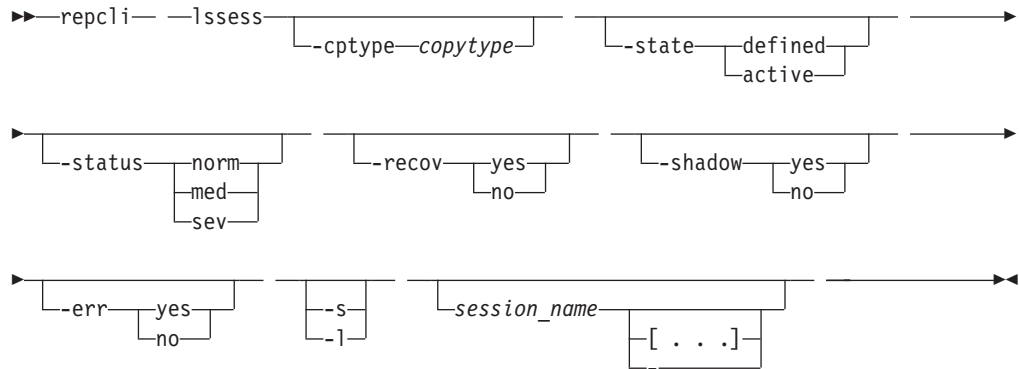 repcli lssess -cptype copytype -state defined
active
-status norm -recov yes -shadow yes
med no no
sev
-err yes -s session_name
no -l [ . . .]